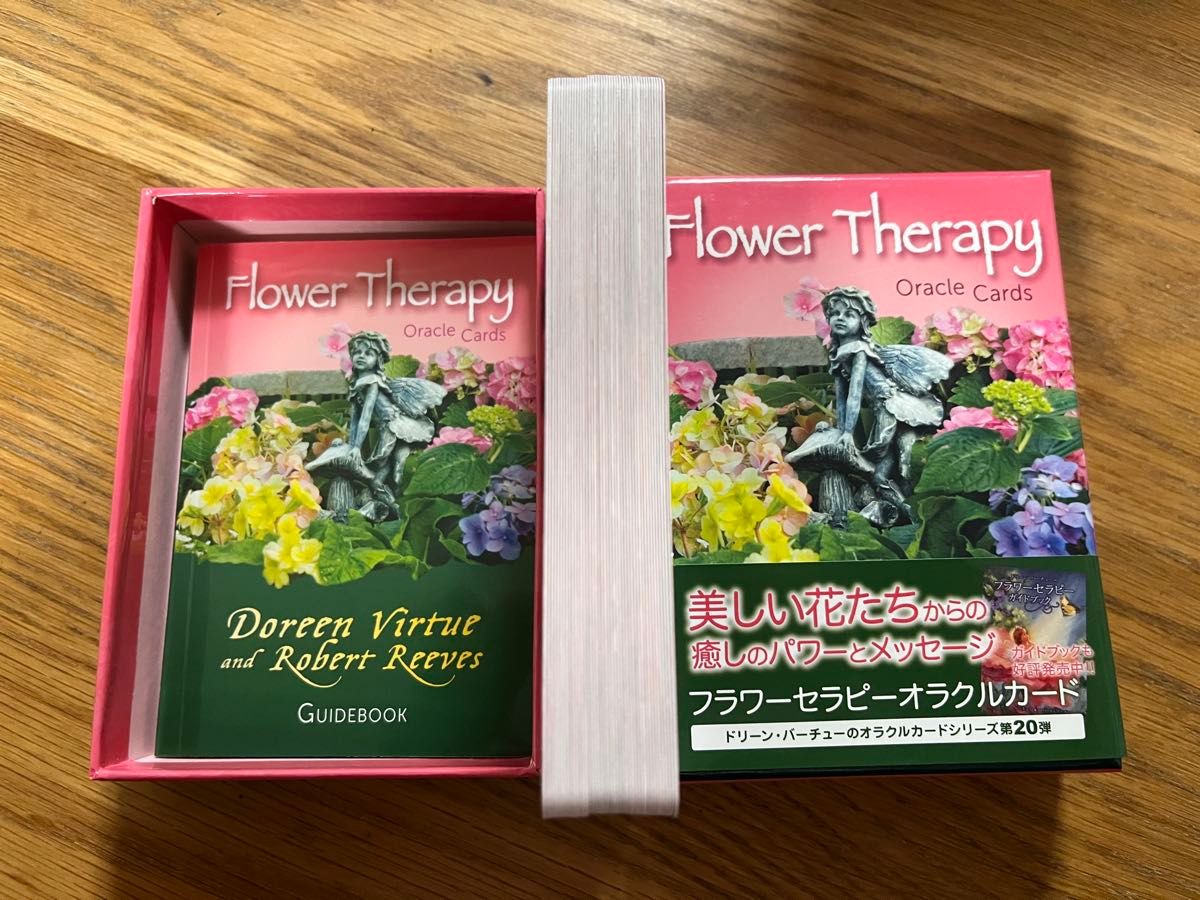 Flower Therapy
Oracle Cards
Doreen Virtue
and Robert Reeves
GUIDEBOOK
Flower Therapy
Oracle Cards
美しい花たちからの
癒しのパワーとメッセージ
フラワーセラピー
ガイドブック
ガイドブックも
好評発売中!!
フラワーセラピーオラクルカード
ドリーン・バーチューのオラクルカードシリーズ第20弾